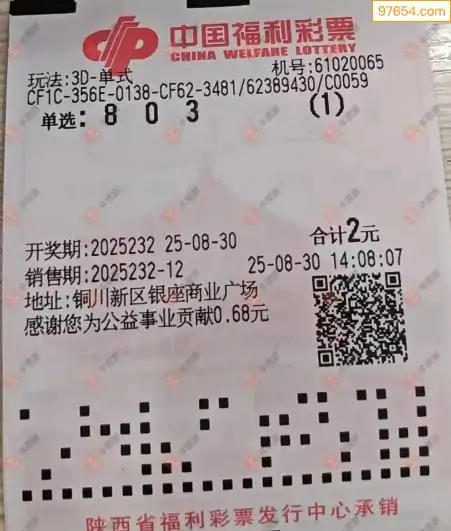 97654.com
中国福利彩票
CHINA WELFARE LOTTERY
玩法:3D-单式 机号:61020065
CF1C-356E-0138-CF62-3481/62389430/C0059
单选: 8 0 3 (1)
开奖期:2025232 25-08-30 合计2元
销售期:2025232-12 25-08-30 14:08:07
地址:铜川新区银座商业广场
感谢您为公益事业贡献0.68元
陕西省福利彩票发行中心承销